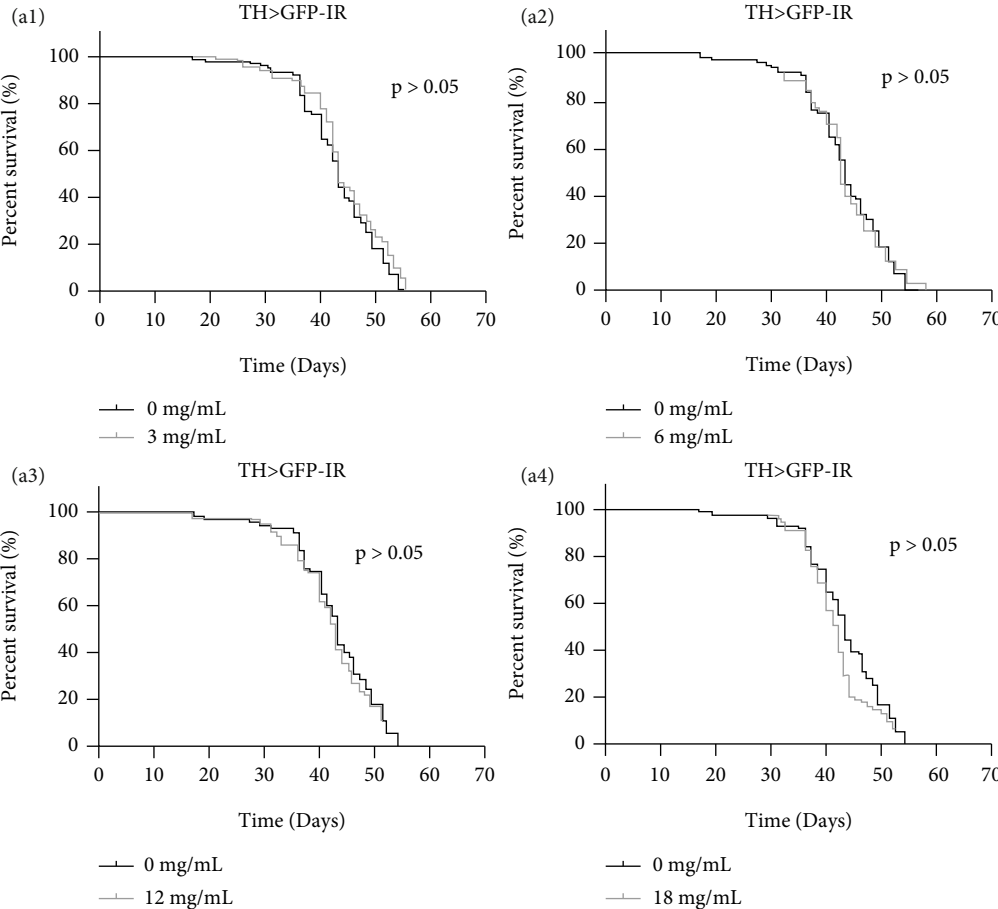 (a1)
TH>GFP-IR
Percent survival (%)
100
80
60
40
20
0
p > 0.05
0 10 20 30 40 50 60 70
Time (Days)
0 mg/mL
3 mg/mL
(a2)
TH>GFP-IR
Percent survival (%)
100
80
60
40
20
0
p > 0.05
0 10 20 30 40 50 60 70
Time (Days)
0 mg/mL
6 mg/mL
(a3)
TH>GFP-IR
Percent survival (%)
100
80
60
40
20
0
p > 0.05
0 10 20 30 40 50 60 70
Time (Days)
0 mg/mL
12 mg/mL
(a4)
TH>GFP-IR
Percent survival (%)
100
80
60
40
20
0
p > 0.05
0 10 20 30 40 50 60 70
Time (Days)
0 mg/mL
18 mg/mL